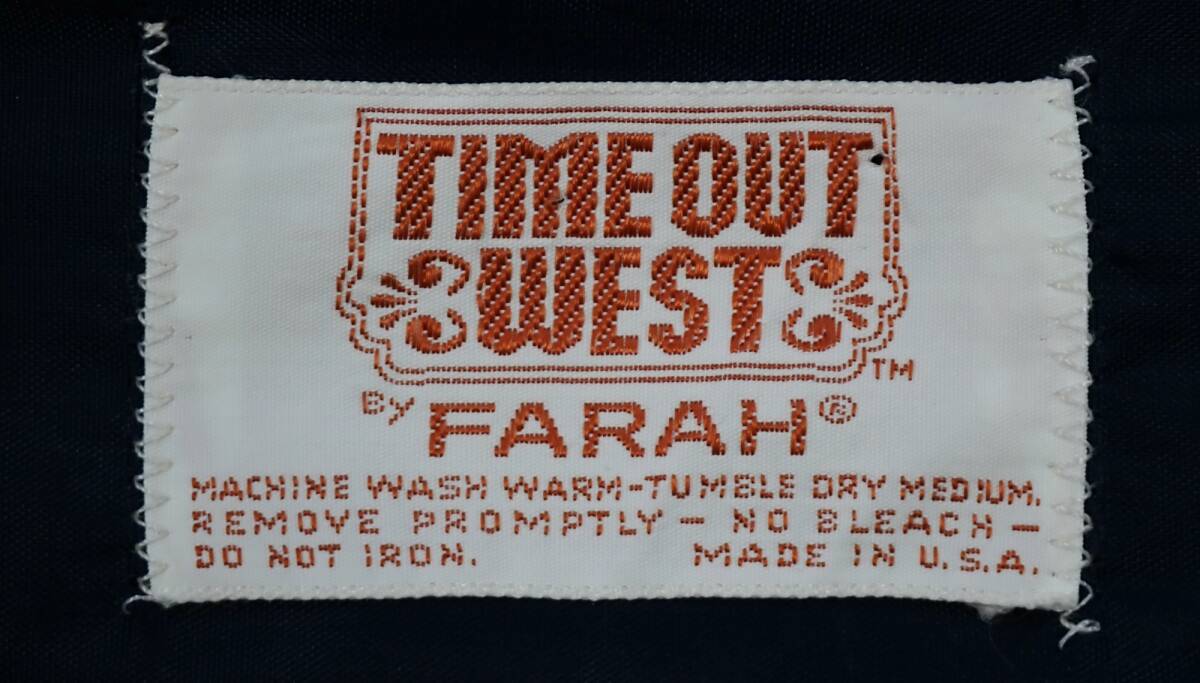 TIME OUT
WEST
TM
By FARAH®
MACHINE WASH WARM-TUMBLE DRY MEDIUM.
REMOVE PROMPTLY - NO BLEACH -
DO NOT IRON. MADE IN U.S.A.